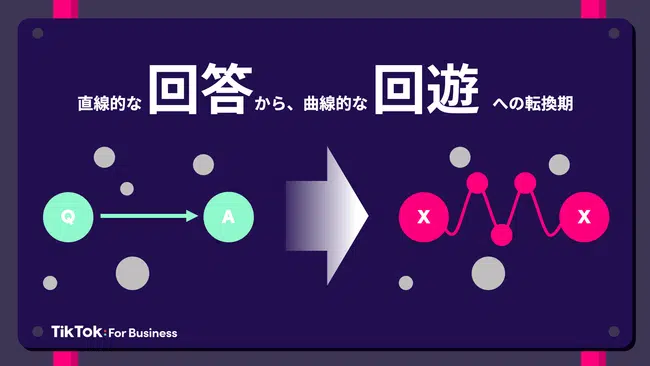 直線的な 回答 から、曲線的な 回遊 への転換期
Q A X X
TikTok: For Business